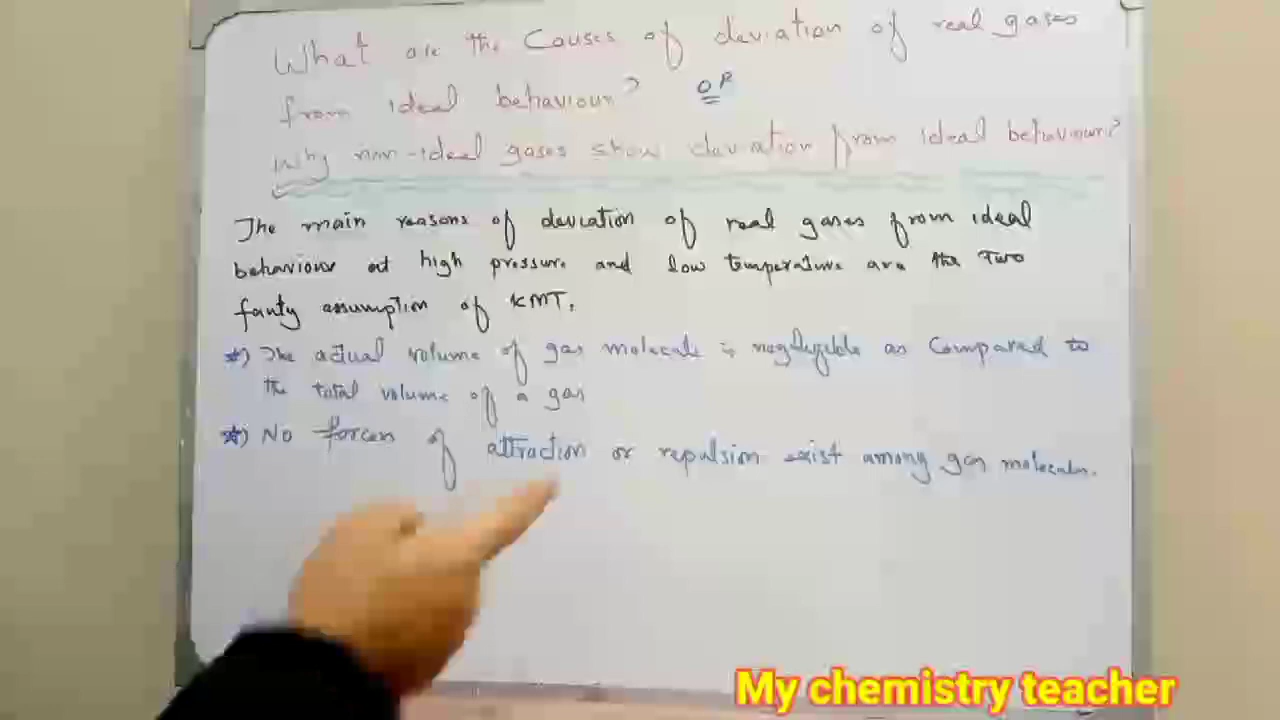 What are the Causes of deviation of real gases
from ideal behaviour? OR
why non-ideal gases show deviation from ideal behaviour?
The main reasons of deviation of real gases from ideal
behaviour at high pressure and low temperature are the Two
faulty assumption of KMT.
*) The actual volume of gas molecule is negligible as Compared to
the total volume of a gas
*) No forces of attraction or repulsion exist among gas molecules.
My chemistry teacher